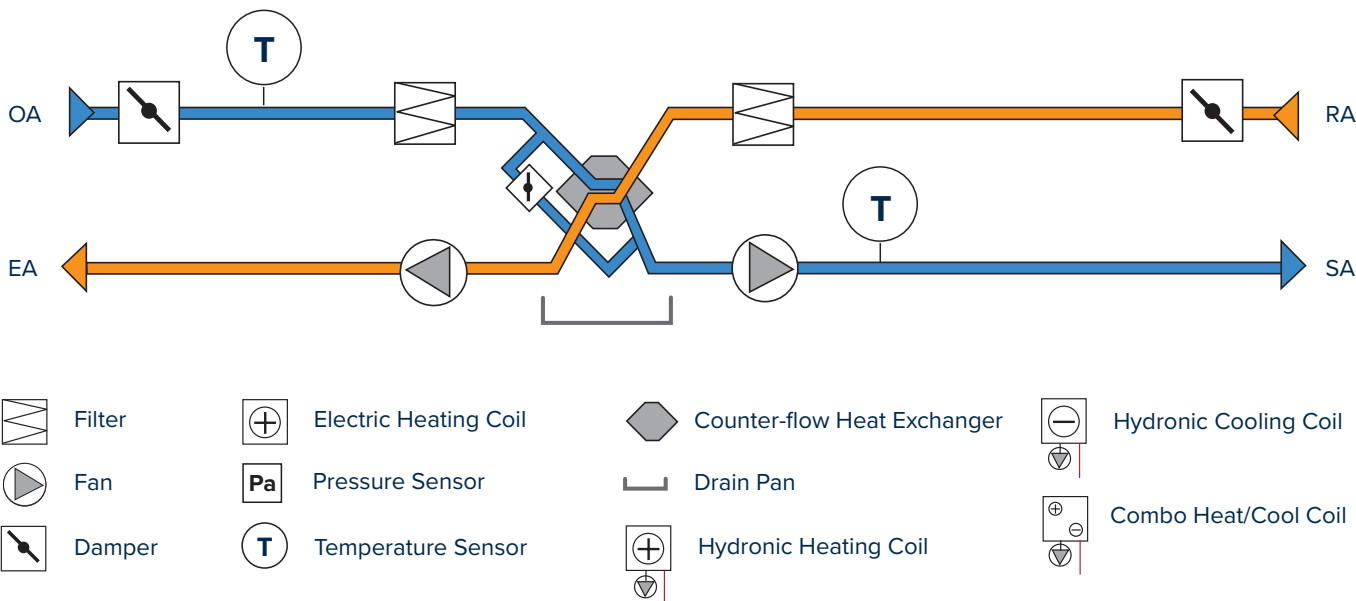 T
OA
RA
T
EA
SA
Filter
Electric Heating Coil
Counter-flow Heat Exchanger
Hydronic Cooling Coil
Fan
Pa
Pressure Sensor
Drain Pan
Combo Heat/Cool Coil
Damper
T
Temperature Sensor
Hydronic Heating Coil